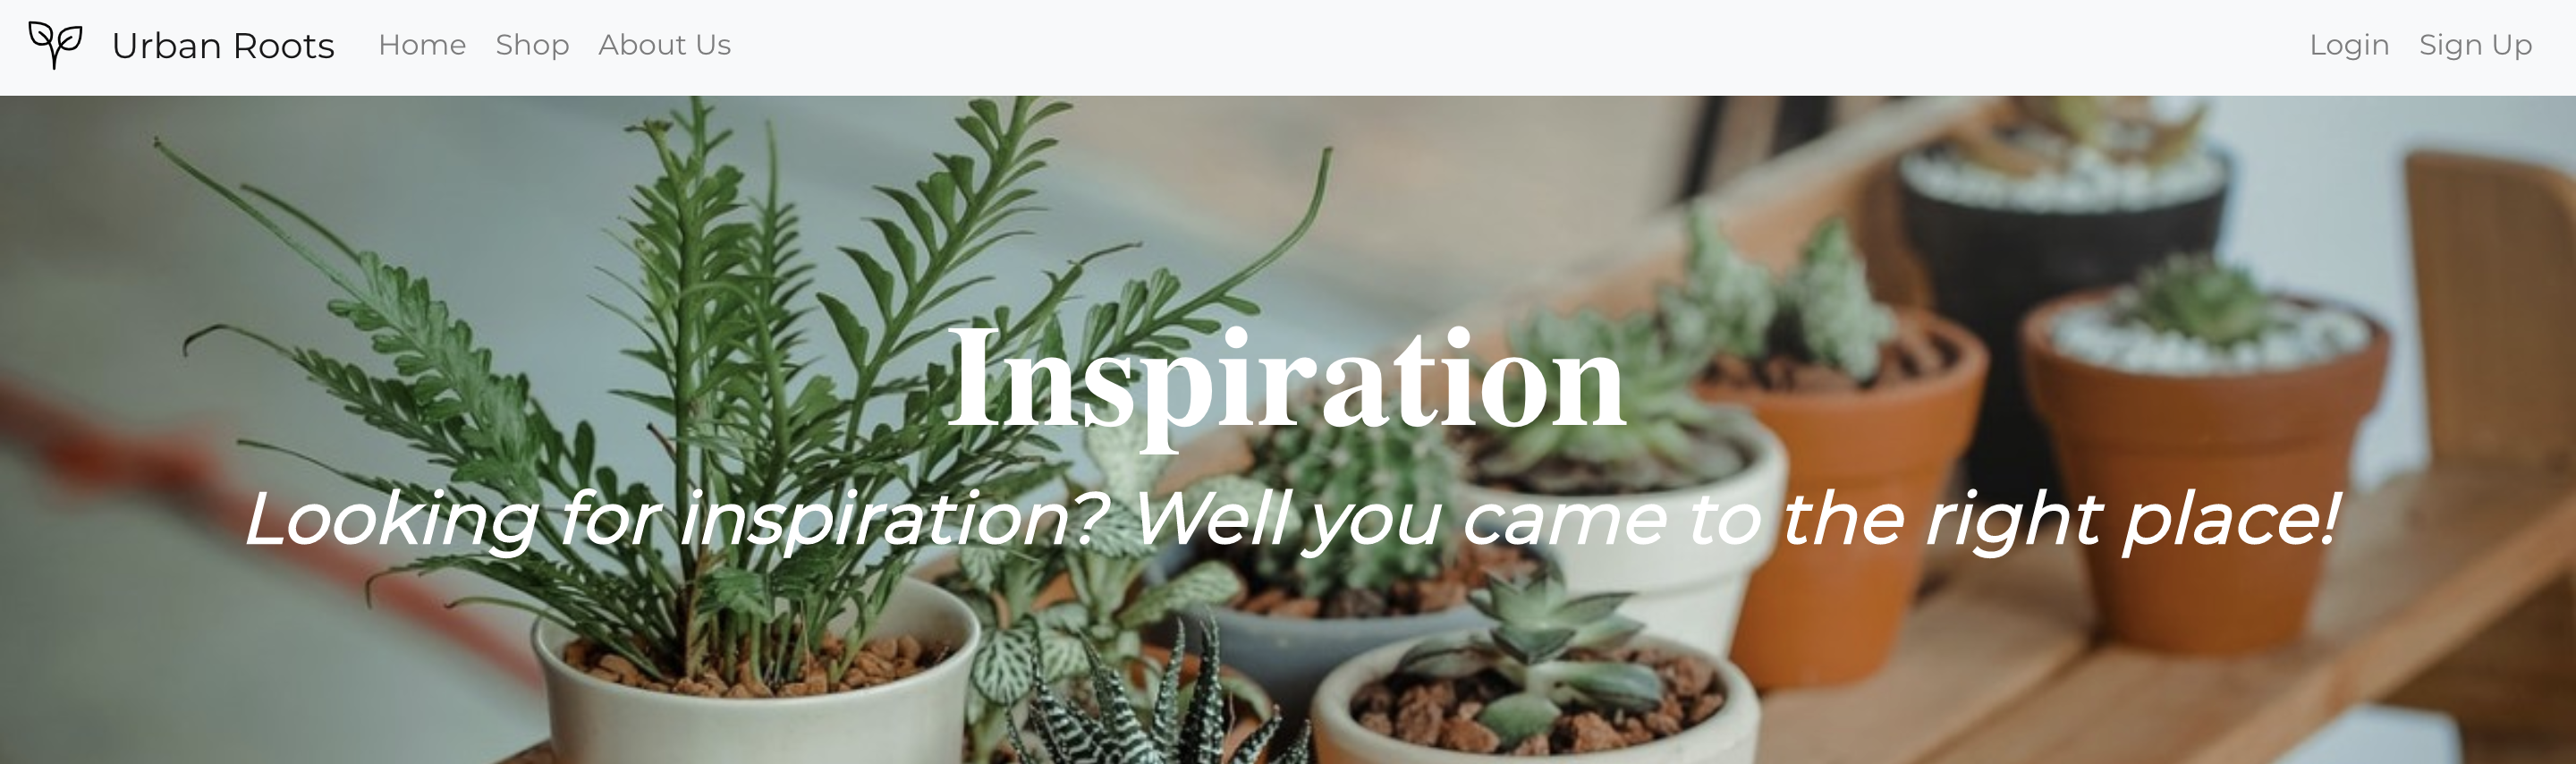 Urban Roots Home Shop About Us Login Sign Up
Inspiration
Looking for inspiration? Well you came to the right place!